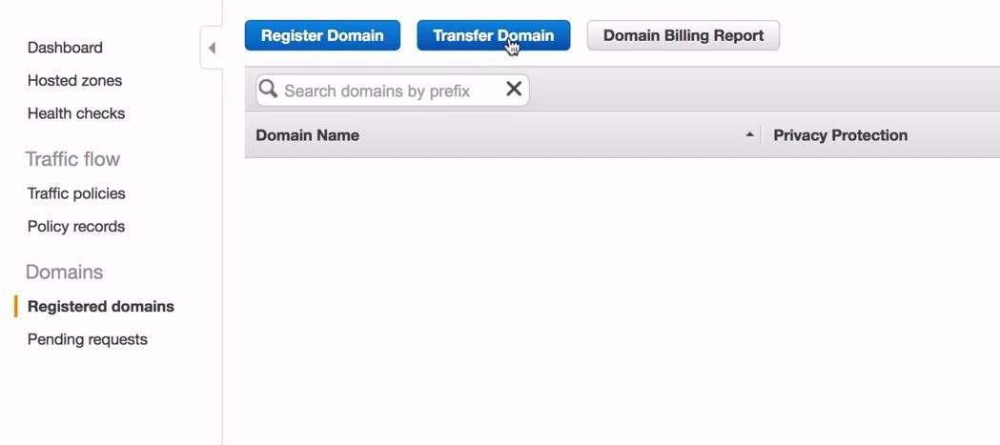 Dashboard
Hosted zones
Health checks
Traffic flow
Traffic policies
Policy records
Domains
Registered domains
Pending requests
Register Domain
Transfer Domain
Domain Billing Report
Search domains by prefix
Domain Name
Privacy Protection